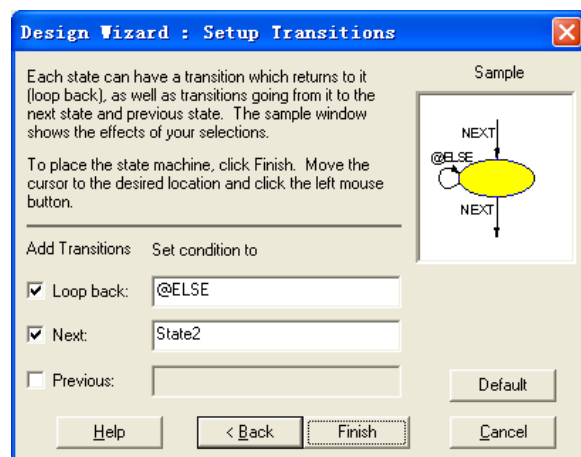 Design Wizard : Setup Transitions
Each state can have a transition which returns to it
(loop back), as well as transitions going from it to the
next state and previous state.  The sample window
shows the effects of your selections.
To place the state machine, click Finish.  Move the
cursor to the desired location and click the left mouse
button.
Sample
NEXT
@ELSE
NEXT
Add Transitions
Set condition to
Loop back:
@ELSE
Next:
State2
Previous:
Default
Help
< Back
Finish
Cancel